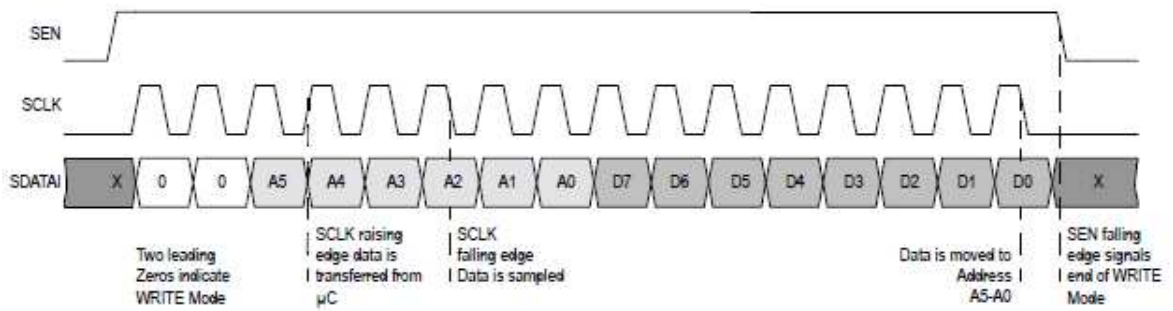 SEN
SCLK
SDATAI X 0 0 A5 A4 A3 A2 A1 A0 D7 D6 D5 D4 D3 D2 D1 D0 X
Two leading
Zeros indicate
WRITE Mode
SCLK raising
edge data is
transferred from
µC
SCLK
falling edge
Data is sampled
Data is moved to
Address
A5-A0
SEN falling
edge signals
end of WRITE
Mode